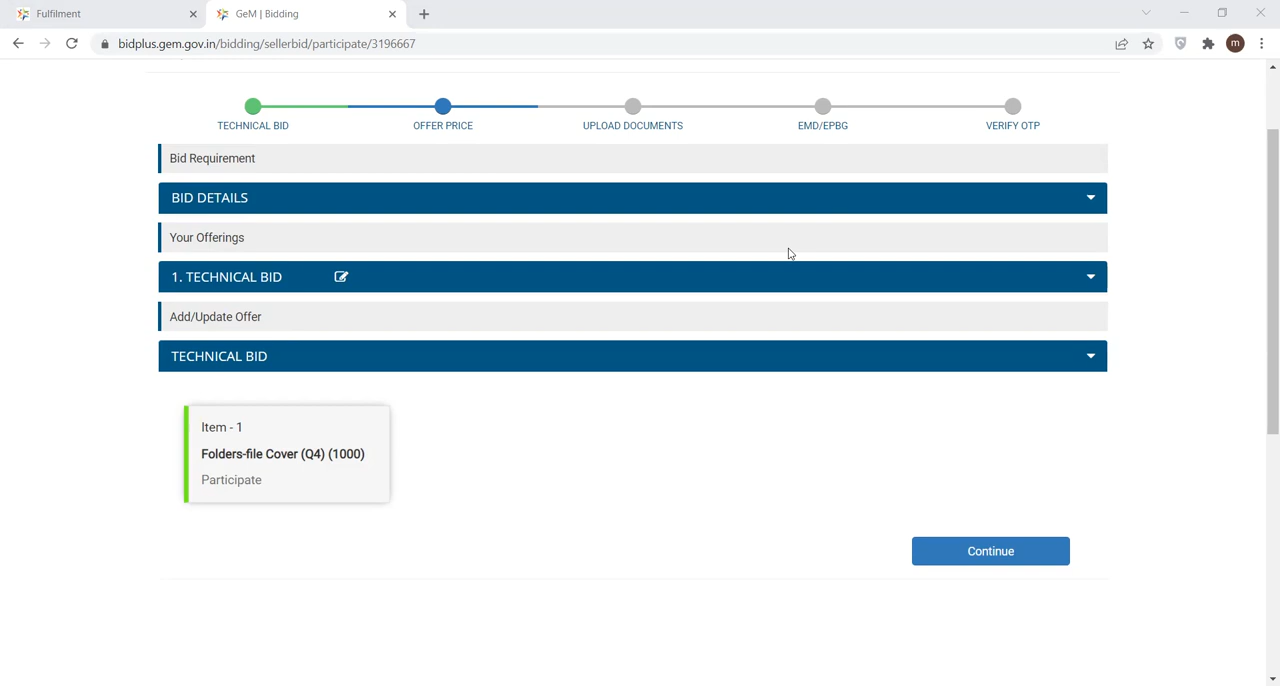 Fulfilment
GeM | Bidding
bidplus.gem.gov.in/bidding/sellerbid/participate/3196667
m
TECHNICAL BID
OFFER PRICE
UPLOAD DOCUMENTS
EMD/EPBG
VERIFY OTP
Bid Requirement
BID DETAILS
Your Offerings
1. TECHNICAL BID
Add/Update Offer
TECHNICAL BID
Item - 1
Folders-file Cover (Q4) (1000)
Participate
Continue